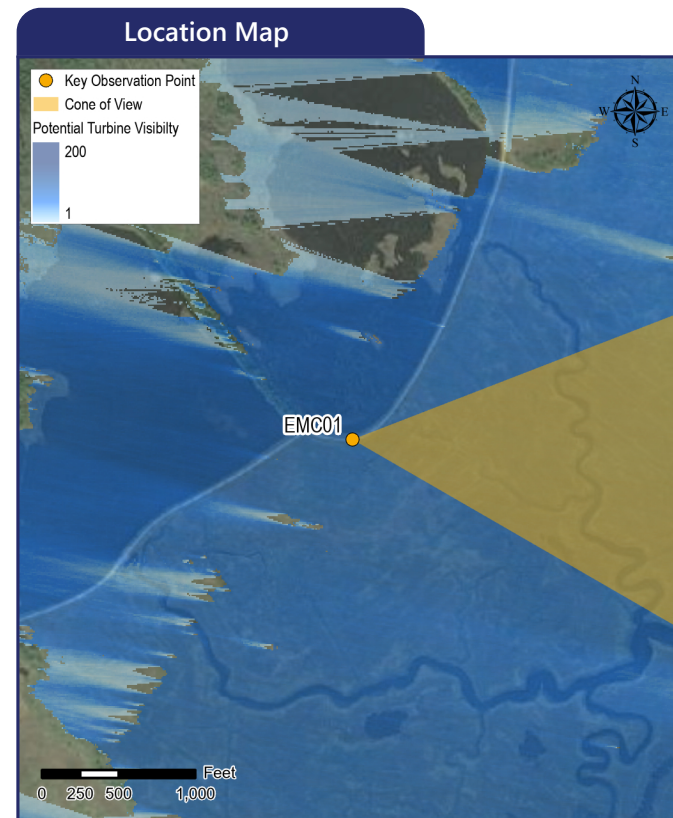 Location Map
Key Observation Point
Cone of View
Potential Turbine Visibilty
200
1
N
W E
S
EMC01
Feet
0 250 500 1,000